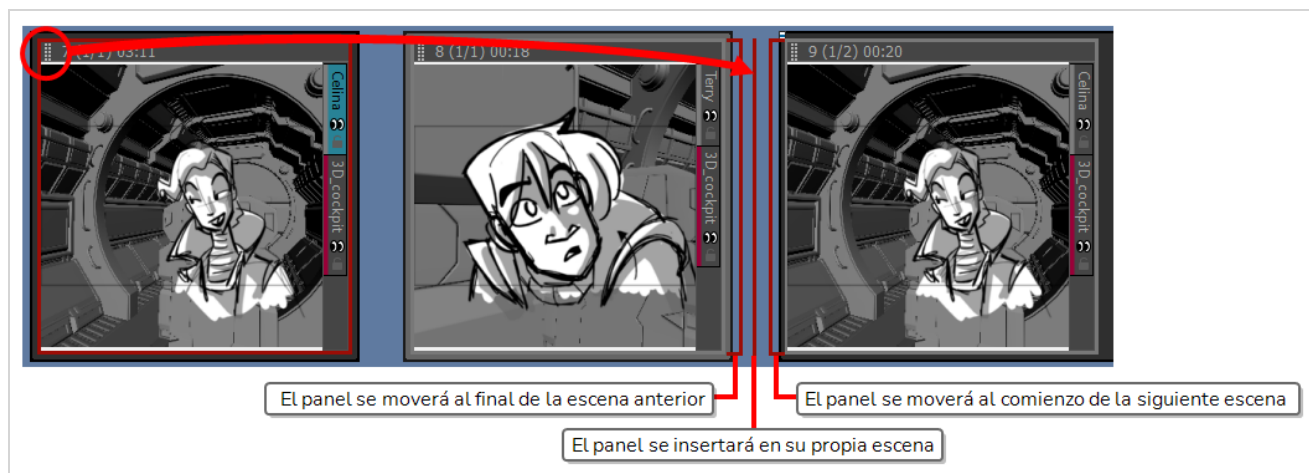 7 (1/1) 03:11
8 (1/1) 00:18
9 (1/2) 00:20
Celina
3D_cockpit
Terry
3D_cockpit
Celina
3D_cockpit
El panel se moverá al final de la escena anterior
El panel se moverá al comienzo de la siguiente escena
El panel se insertará en su propia escena